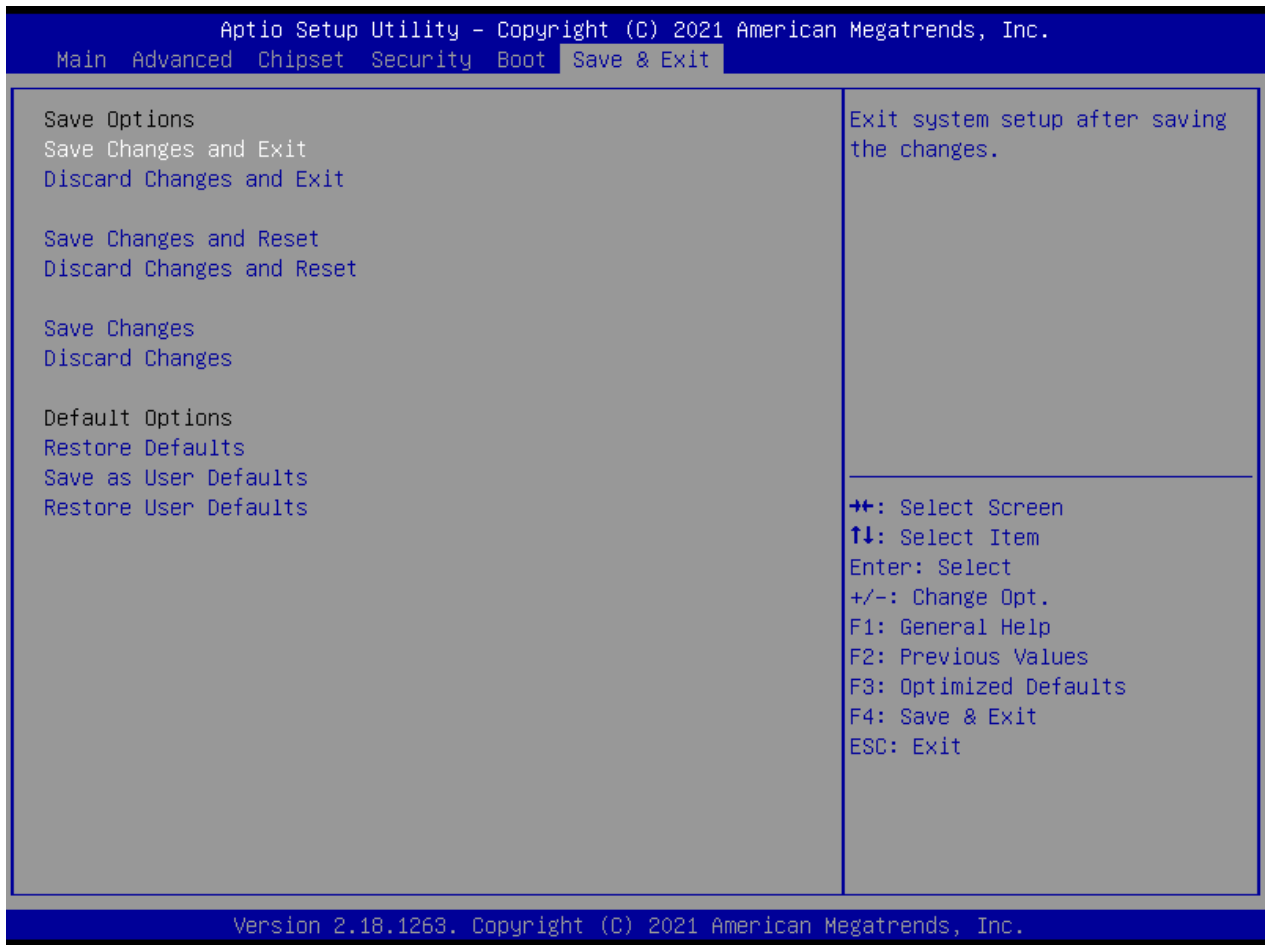 Aptio Setup Utility – Copyright (C) 2021 American Megatrends, Inc.
Main Advanced Chipset Security Boot Save & Exit
Save Options
Save Changes and Exit
Discard Changes and Exit
Save Changes and Reset
Discard Changes and Reset
Save Changes
Discard Changes
Default Options
Restore Defaults
Save as User Defaults
Restore User Defaults
Exit system setup after saving
the changes.
→←: Select Screen
↑↓: Select Item
Enter: Select
+/-: Change Opt.
F1: General Help
F2: Previous Values
F3: Optimized Defaults
F4: Save & Exit
ESC: Exit
Version 2.18.1263. Copyright (C) 2021 American Megatrends, Inc.